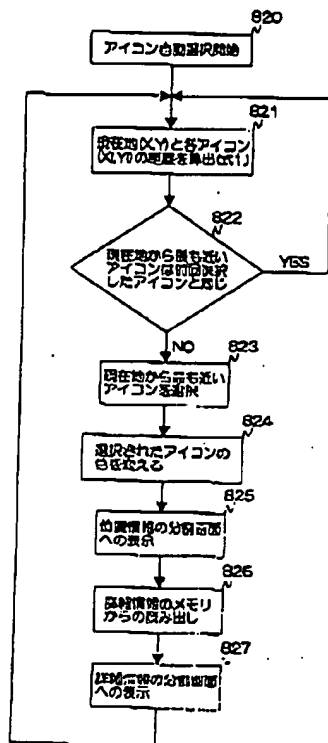 820
アイコン自動選択開始
821
現在地(X,Y)と各アイコン
の距離を算出(式1)
822
現在地から最も近い
アイコンは前回選択
したアイコンと同じ
YES
NO
823
現在地から最も近い
アイコンを選択
824
選択されたアイコンの
色を変える
825
位置情報の分割画面
への表示
826
詳細情報のメモリ
からの読み出し
827
詳細情報の分割画面
への表示